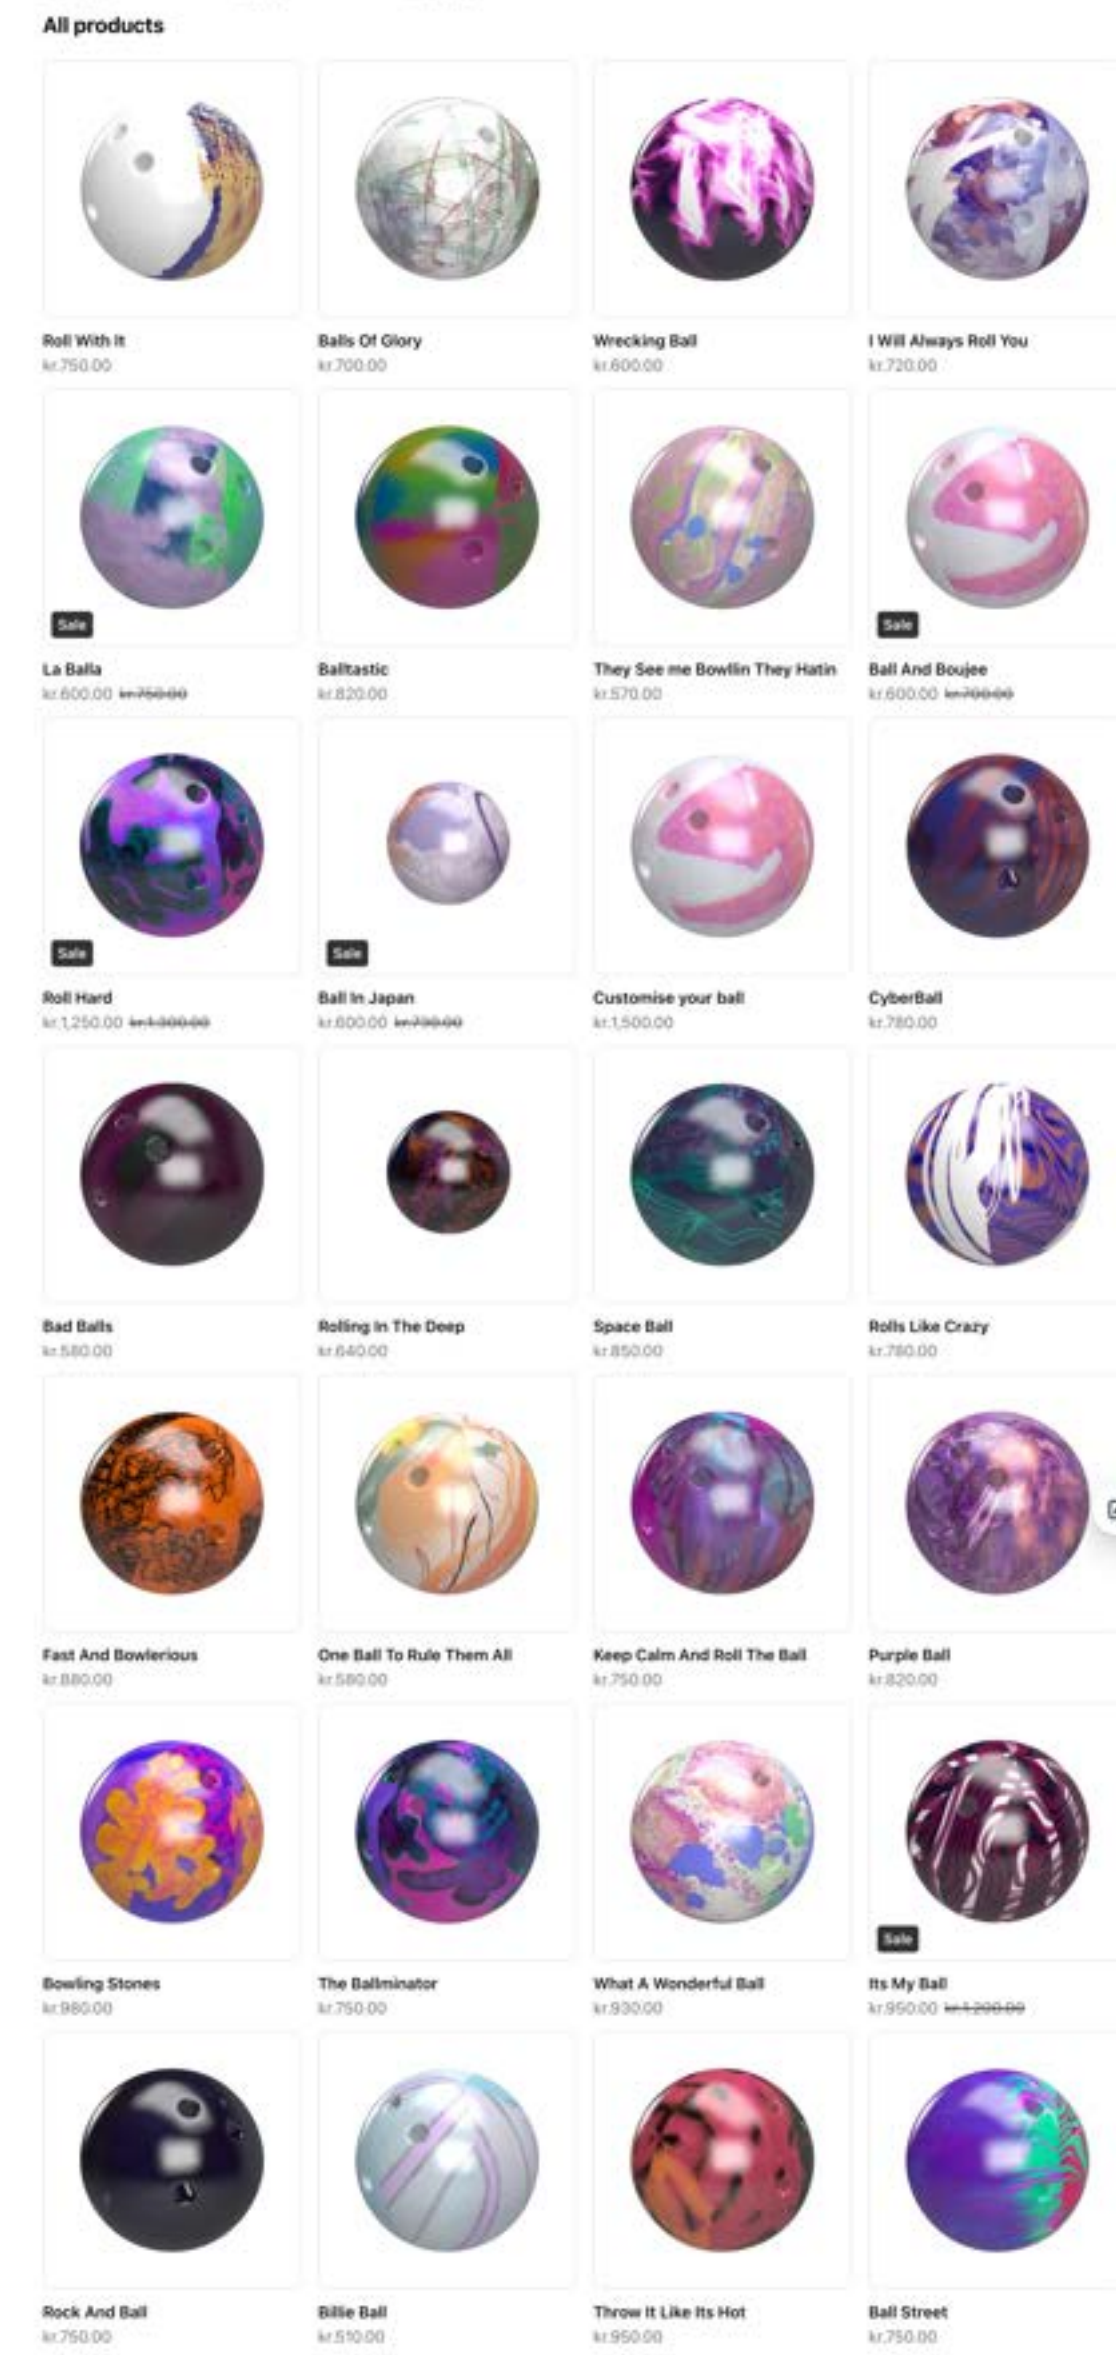 All products
Roll With It
kr.750.00
Balls Of Glory
kr.700.00
Wrecking Ball
kr.600.00
I Will Always Roll You
kr.720.00
Sale
La Balla
kr.600.00 kr.750.00
Balltastic
kr.820.00
They See me Bowllin They Hatin
kr.570.00
Sale
Ball And Boujee
kr.600.00 kr.700.00
Sale
Roll Hard
kr.1,250.00 kr.1.300.00
Sale
Ball In Japan
kr.600.00 kr.730.00
Customise your ball
kr.1,500.00
CyberBall
kr.780.00
Bad Balls
kr.580.00
Rolling In The Deep
kr.640.00
Space Ball
kr.850.00
Rolls Like Crazy
kr.780.00
Fast And Bowlerious
kr.880.00
One Ball To Rule Them All
kr.580.00
Keep Calm And Roll The Ball
kr.750.00
Purple Ball
kr.820.00
Bowling Stones
kr.980.00
The Ballminator
kr.750.00
What A Wonderful Ball
kr.930.00
Sale
Its My Ball
kr.950.00 kr.1.200.00
Rock And Ball
kr.750.00
Billie Ball
kr.510.00
Throw It Like Its Hot
kr.950.00
Ball Street
kr.750.00